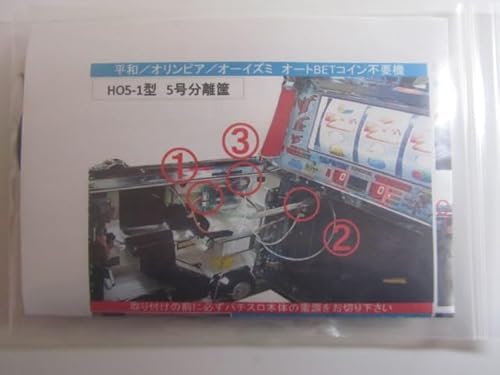 平和／オリンピア／オーイズミ オートBETコイン不要機
HO5-1型 5号分離筐
③
①
②
取り付けの前に必ずパチスロ本体の電源をお切り下さい